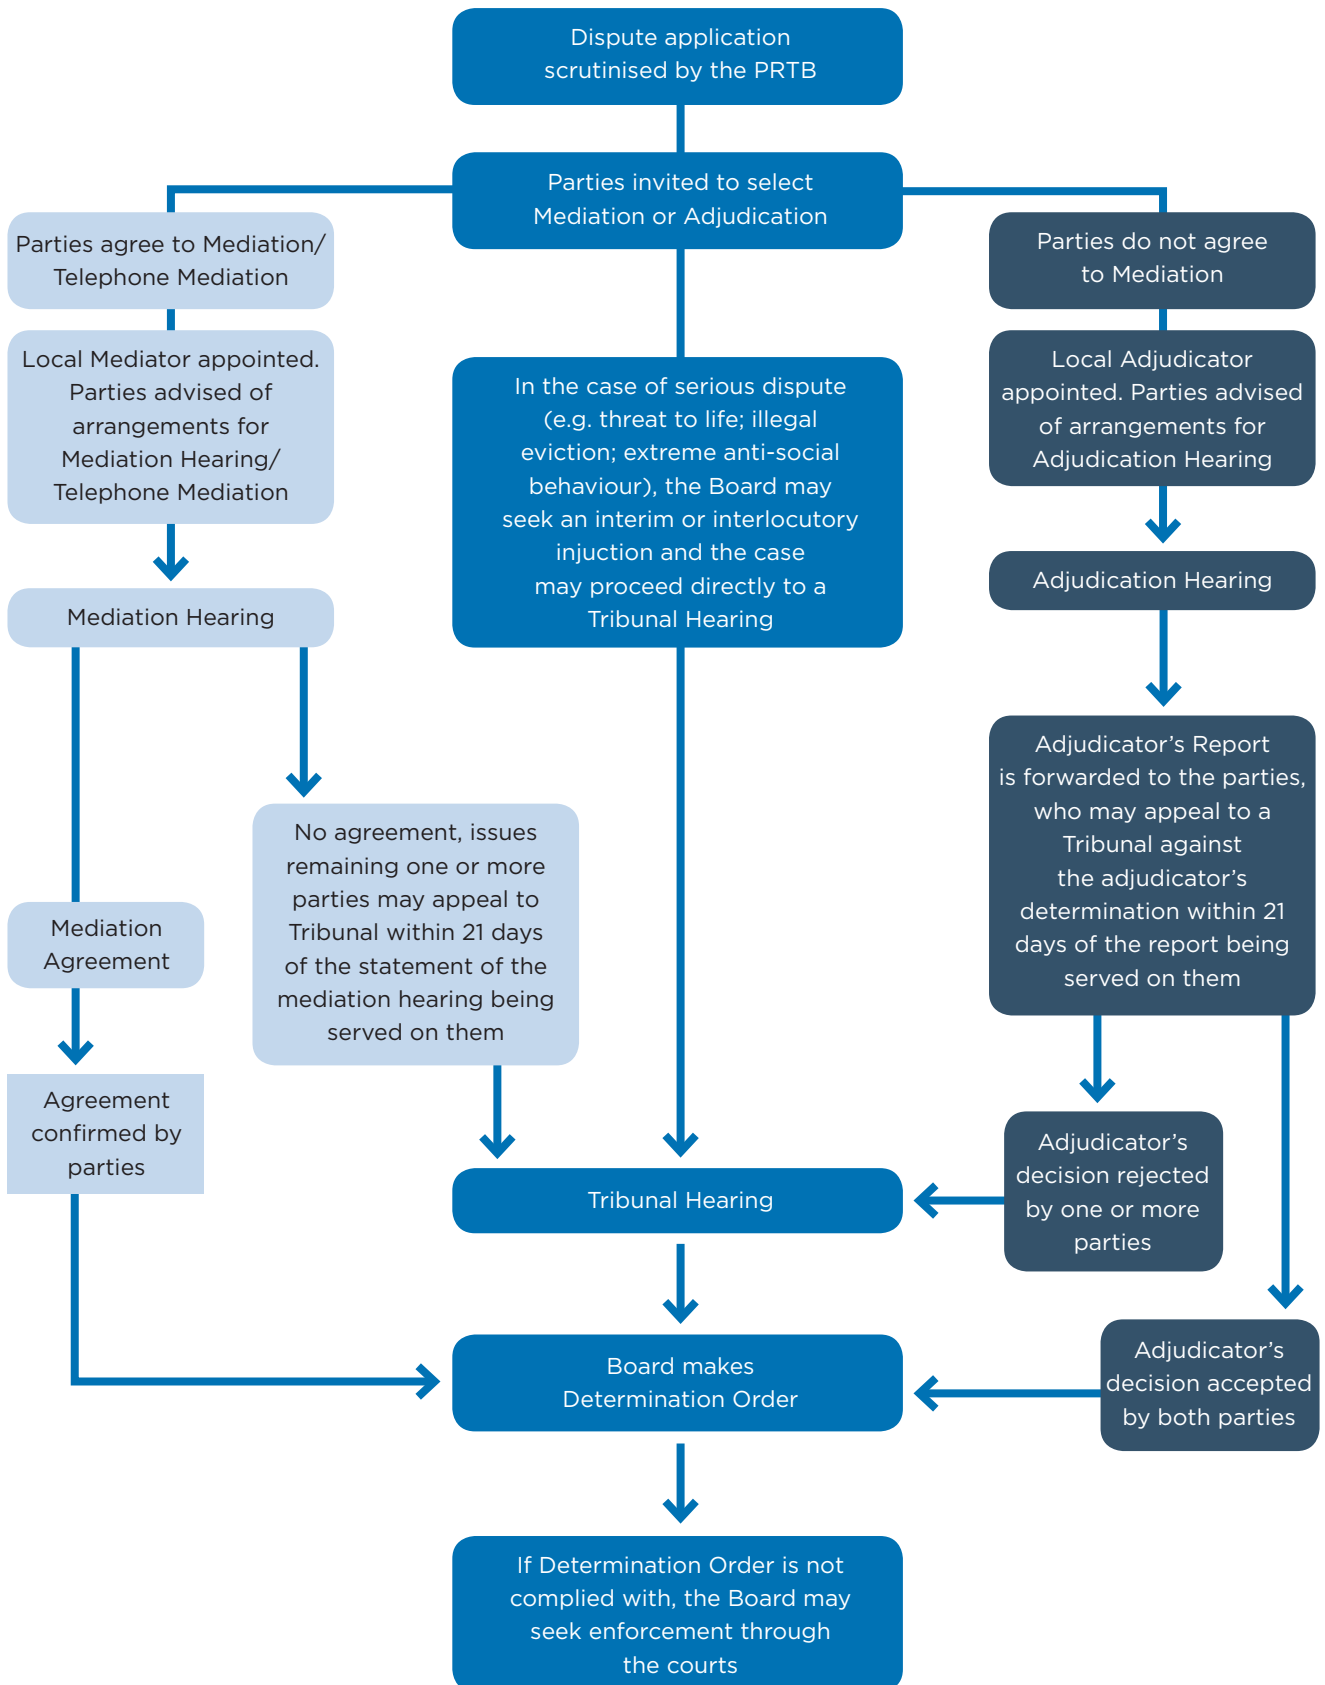 Dispute application
scrutinised by the PRTB
Parties invited to select
Mediation or Adjudication
Parties agree to Mediation/
Telephone Mediation
Parties do not agree
to Mediation
Local Mediator appointed.
Parties advised of
arrangements for
Mediation Hearing/
Telephone Mediation
In the case of serious dispute
(e.g. threat to life; illegal
eviction; extreme anti-social
behaviour), the Board may
seek an interim or interlocutory
injuction and the case
may proceed directly to a
Tribunal Hearing
Local Adjudicator
appointed. Parties advised
of arrangements for
Adjudication Hearing
Mediation Hearing
Adjudication Hearing
No agreement, issues
remaining one or more
parties may appeal to
Tribunal within 21 days
of the statement of the
mediation hearing being
served on them
Adjudicator’s Report
is forwarded to the parties,
who may appeal to a
Tribunal against
the adjudicator’s
determination within 21
days of the report being
served on them
Mediation
Agreement
Agreement
confirmed by
parties
Tribunal Hearing
Adjudicator’s
decision rejected
by one or more
parties
Board makes
Determination Order
Adjudicator’s
decision accepted
by both parties
If Determination Order is not
complied with, the Board may
seek enforcement through
the courts